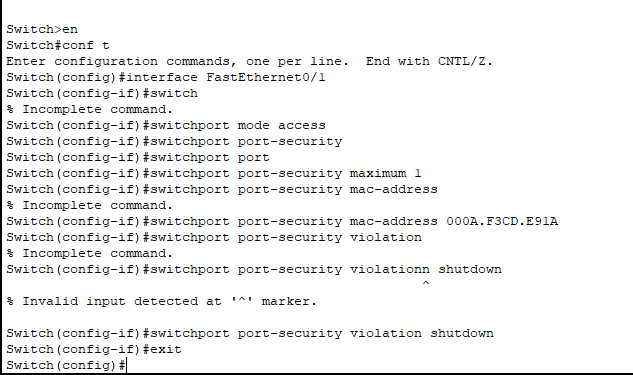 Switch>en
Switch#conf t
Enter configuration commands, one per line.  End with CNTL/Z.
Switch(config)#interface FastEthernet0/1
Switch(config-if)#switch
% Incomplete command.
Switch(config-if)#switchport mode access
Switch(config-if)#switchport port-security
Switch(config-if)#switchport port
Switch(config-if)#switchport port-security maximum 1
Switch(config-if)#switchport port-security mac-address
% Incomplete command.
Switch(config-if)#switchport port-security mac-address 000A.F3CD.E91A
Switch(config-if)#switchport port-security violation
% Incomplete command.
Switch(config-if)#switchport port-security violationn shutdown
^
% Invalid input detected at '^' marker.
Switch(config-if)#switchport port-security violation shutdown
Switch(config-if)#exit
Switch(config)#